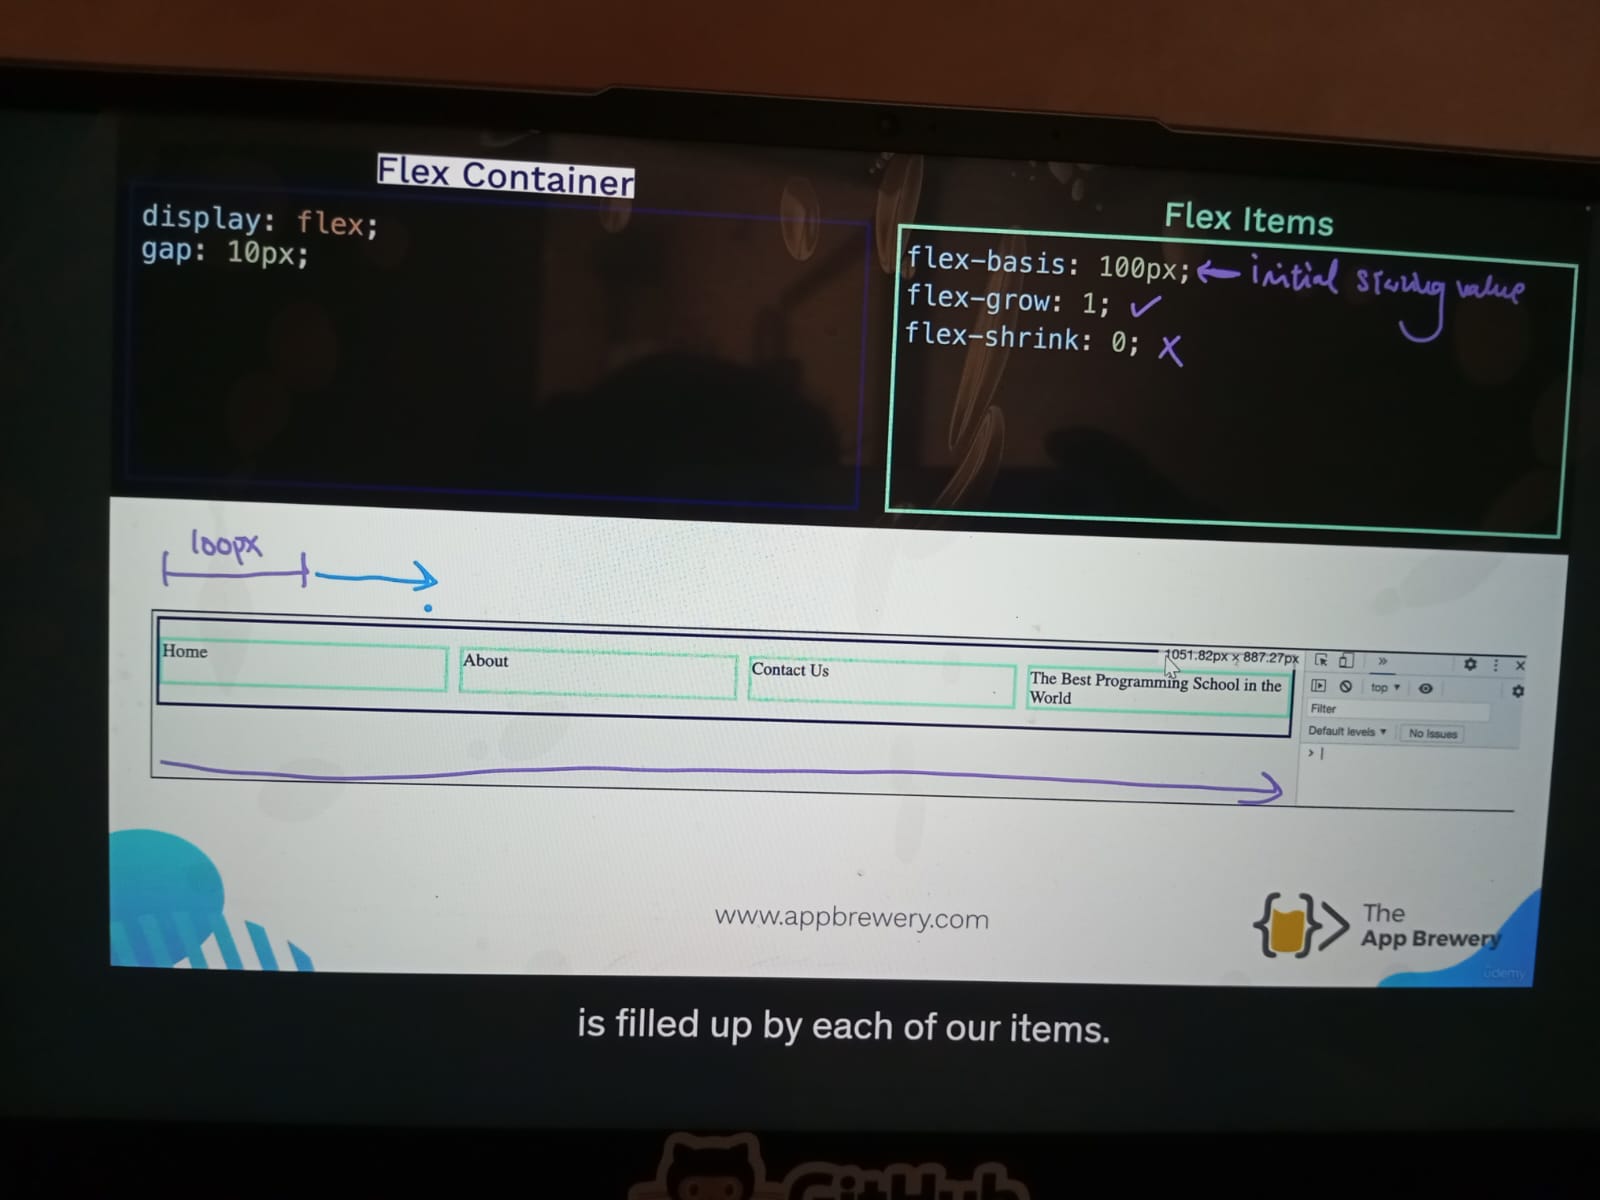 Flex Container
display: flex;
gap: 10px;
Flex Items
flex-basis: 100px; ← initial starting value
flex-grow: 1; ✓
flex-shrink: 0; X
100px
Home
About
Contact Us
The Best Programming School in the
World
1051.82px × 887.27px
»
top ▾
Filter
Default levels ▾
No Issues
>
www.appbrewery.com
The
App Brewery
ûdemy
is filled up by each of our items.
GitHub